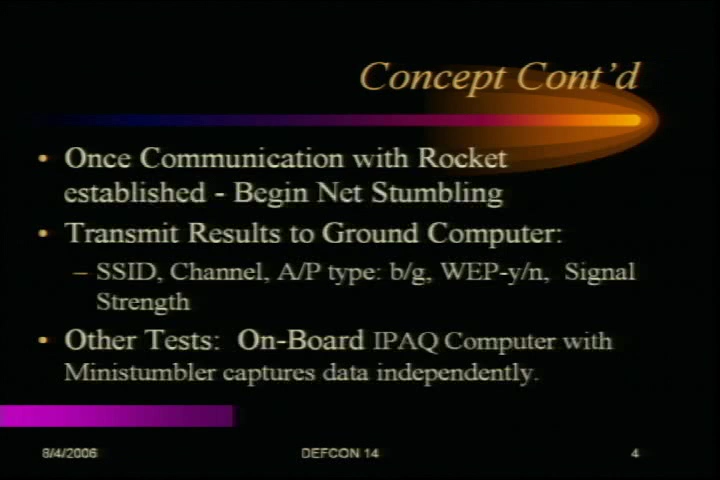 Concept Cont'd
• Once Communication with Rocket
established - Begin Net Stumbling
• Transmit Results to Ground Computer:
– SSID, Channel, A/P type: b/g, WEP-y/n, Signal
Strength
• Other Tests: On-Board IPAQ Computer with
Ministumbler captures data independently.
8/4/2006 DEFCON 14 4